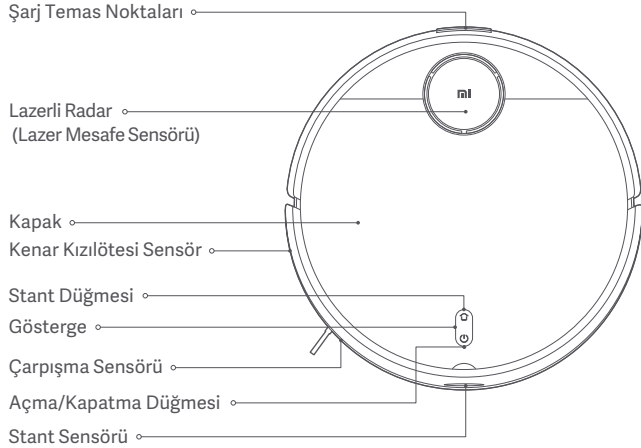 Şarj Temas Noktaları
Lazerli Radar
(Lazer Mesafe Sensörü)
mi
Kapak
Kenar Kızılötesi Sensör
Stant Düğmesi
Gösterge
Çarpışma Sensörü
Açma/Kapatma Düğmesi
Stant Sensörü